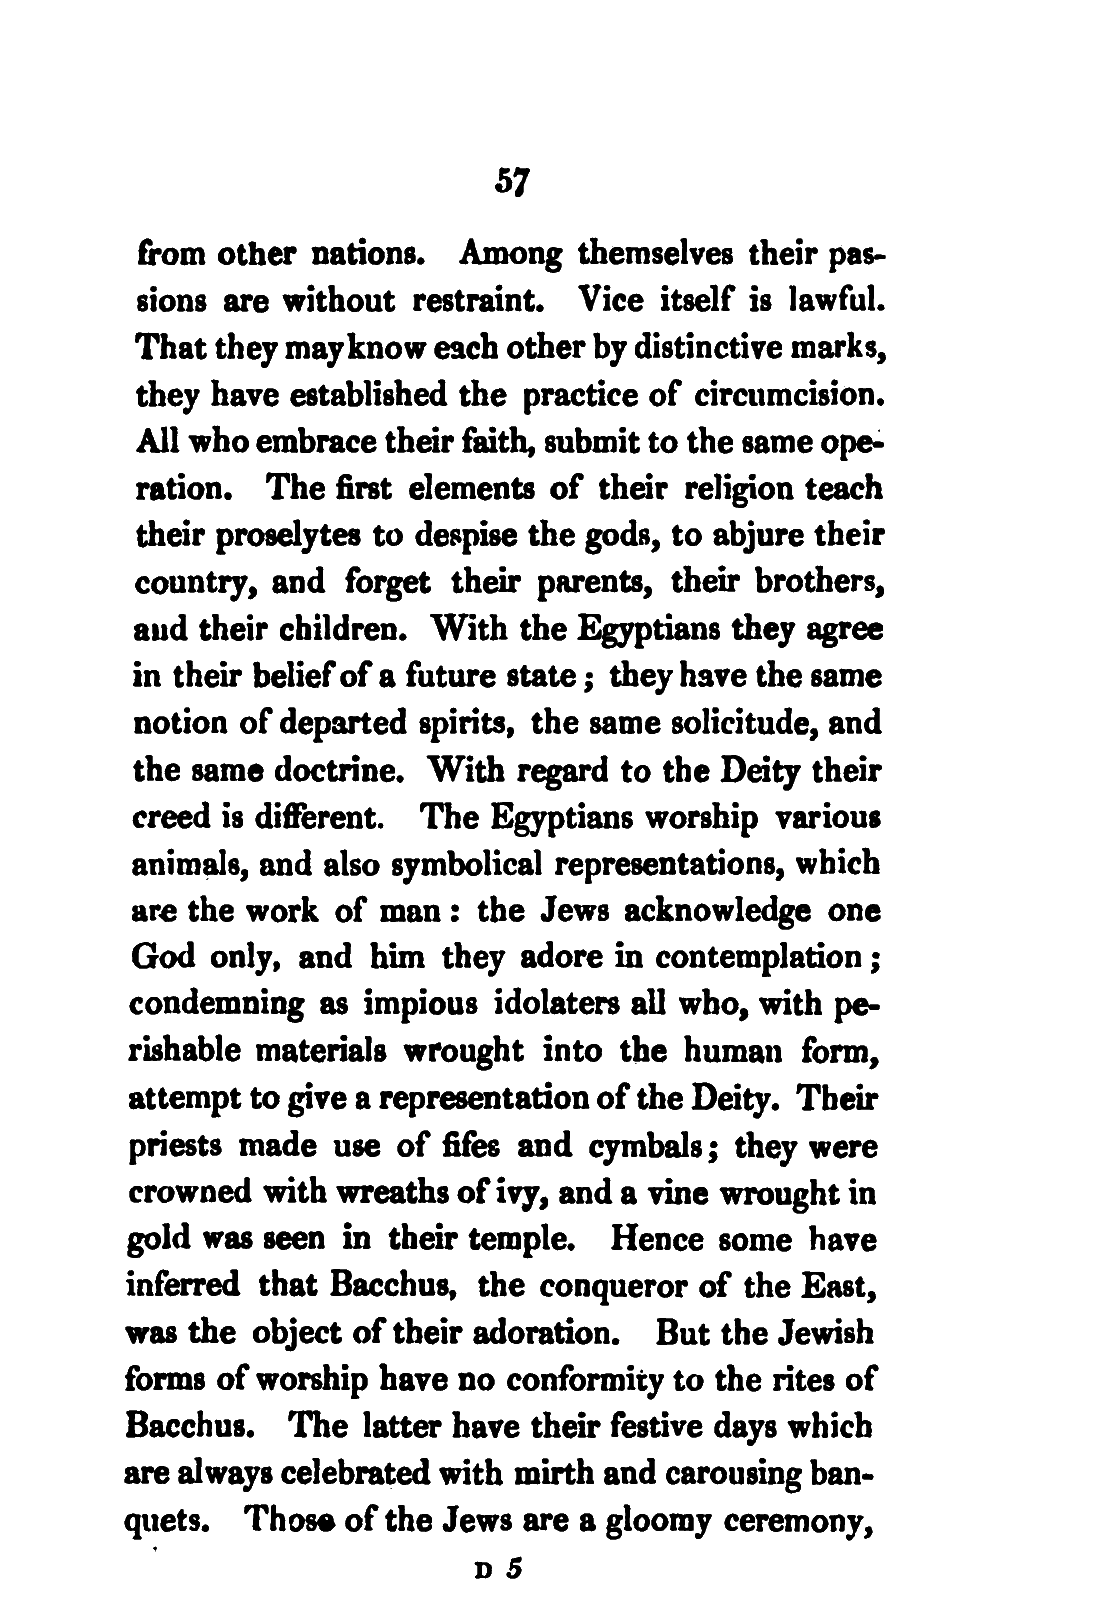 57
from other nations. Among themselves their pas-
sions are without restraint. Vice itself is lawful.
That they may know each other by distinctive marks,
they have established the practice of circumcision.
All who embrace their faith, submit to the same ope-
ration. The first elements of their religion teach
their proselytes to despise the gods, to abjure their
country, and forget their parents, their brothers,
and their children. With the Egyptians they agree
in their belief of a future state; they have the same
notion of departed spirits, the same solicitude, and
the same doctrine. With regard to the Deity their
creed is different. The Egyptians worship various
animals, and also symbolical representations, which
are the work of man: the Jews acknowledge one
God only, and him they adore in contemplation;
condemning as impious idolaters all who, with pe-
rishable materials wrought into the human form,
attempt to give a representation of the Deity. Their
priests made use of fifes and cymbals; they were
crowned with wreaths of ivy, and a vine wrought in
gold was seen in their temple. Hence some have
inferred that Bacchus, the conqueror of the East,
was the object of their adoration. But the Jewish
forms of worship have no conformity to the rites of
Bacchus. The latter have their festive days which
are always celebrated with mirth and carousing ban-
quets. Those of the Jews are a gloomy ceremony,
D 5